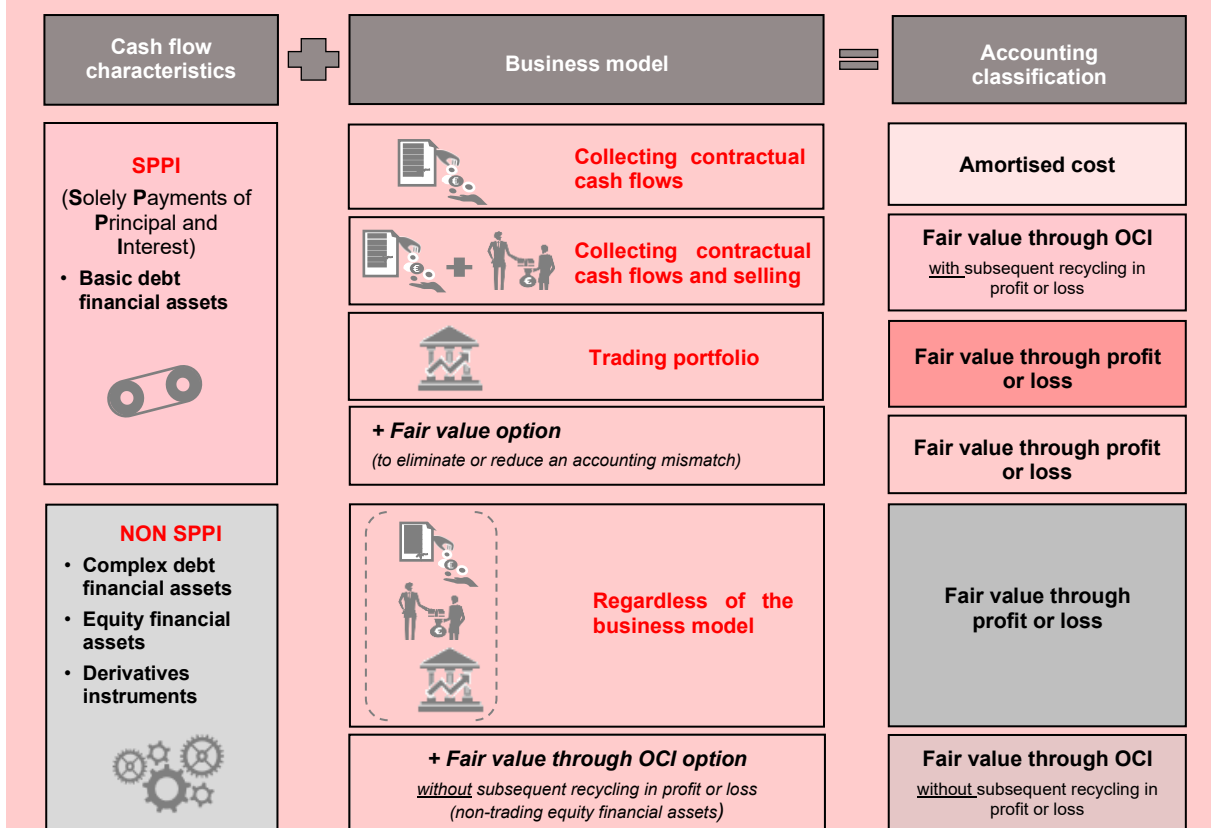 Cash flow
characteristics
Business model
Accounting
classification
SPPI
(Solely Payments of
Principal and
Interest)
• Basic debt
financial assets
Collecting contractual
cash flows
Amortised cost
Collecting contractual
cash flows and selling
Fair value through OCI
with subsequent recycling in
profit or loss
Trading portfolio
Fair value through profit
or loss
+ Fair value option
(to eliminate or reduce an accounting mismatch)
Fair value through profit
or loss
NON SPPI
• Complex debt
financial assets
• Equity financial
assets
• Derivatives
instruments
Regardless of the
business model
Fair value through
profit or loss
+ Fair value through OCI option
without subsequent recycling in profit or loss
(non-trading equity financial assets)
Fair value through OCI
without subsequent recycling in
profit or loss